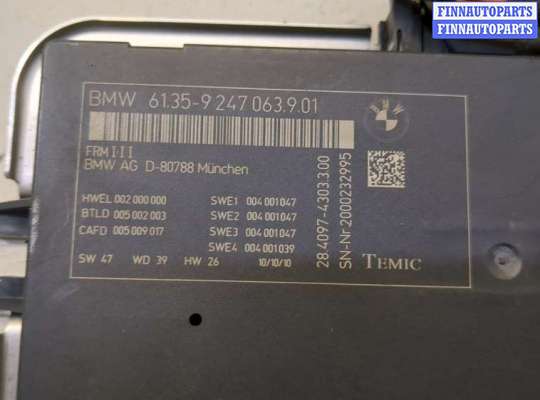 FINNAUTOPARTS
FINNAUTOPARTS
BMW 61.35-9 247 063.9.01
FRM I·I I
BMW AG D-80788 München
HWEL 002 000 000
BTLD 005 002 003
CAFD 005 009 017
SWE1 004 001 047
SWE2 004 001 047
SWE3 004 001 047
SWE4 004 001 039
SW 47 WD 39 HW 26 10/10/10
28.4097-4303.3.00
SN-Nr 2000232995
TEMIC